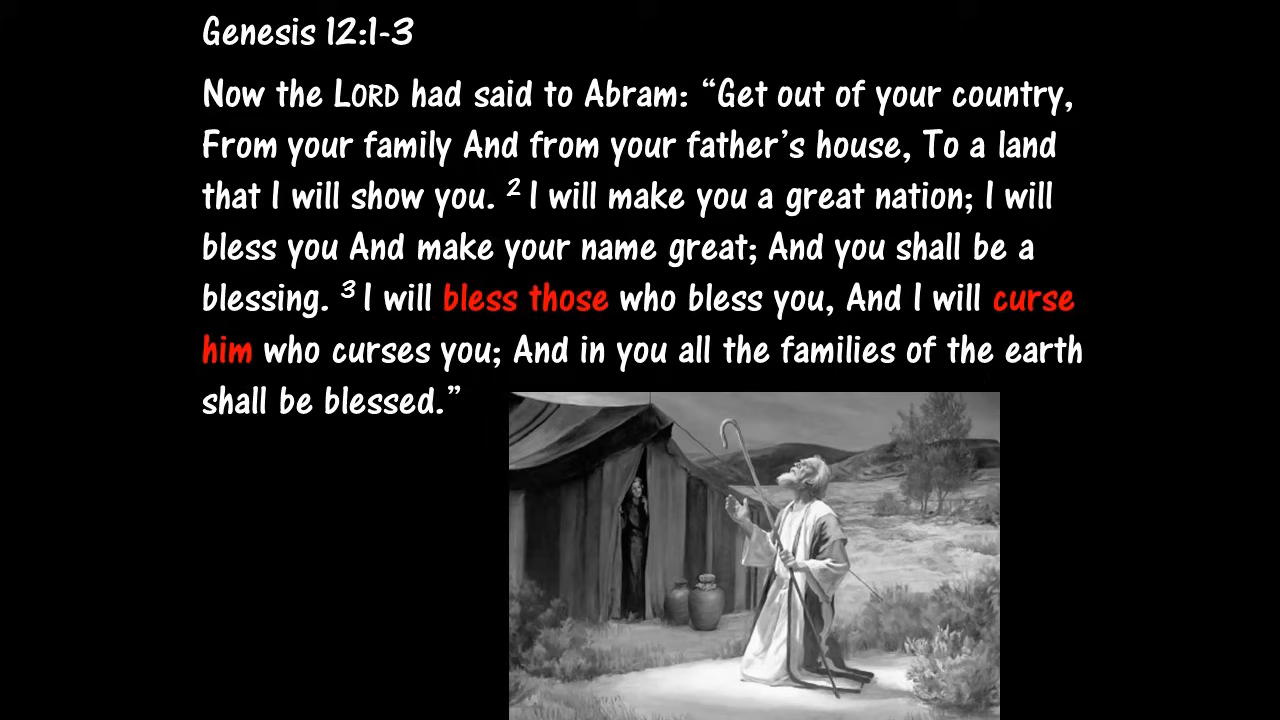 Genesis 12:1-3
Now the LORD had said to Abram: “Get out of your country,
From your family And from your father’s house, To a land
that I will show you. ² I will make you a great nation; I will
bless you And make your name great; And you shall be a
blessing. ³ I will bless those who bless you, And I will curse
him who curses you; And in you all the families of the earth
shall be blessed.”